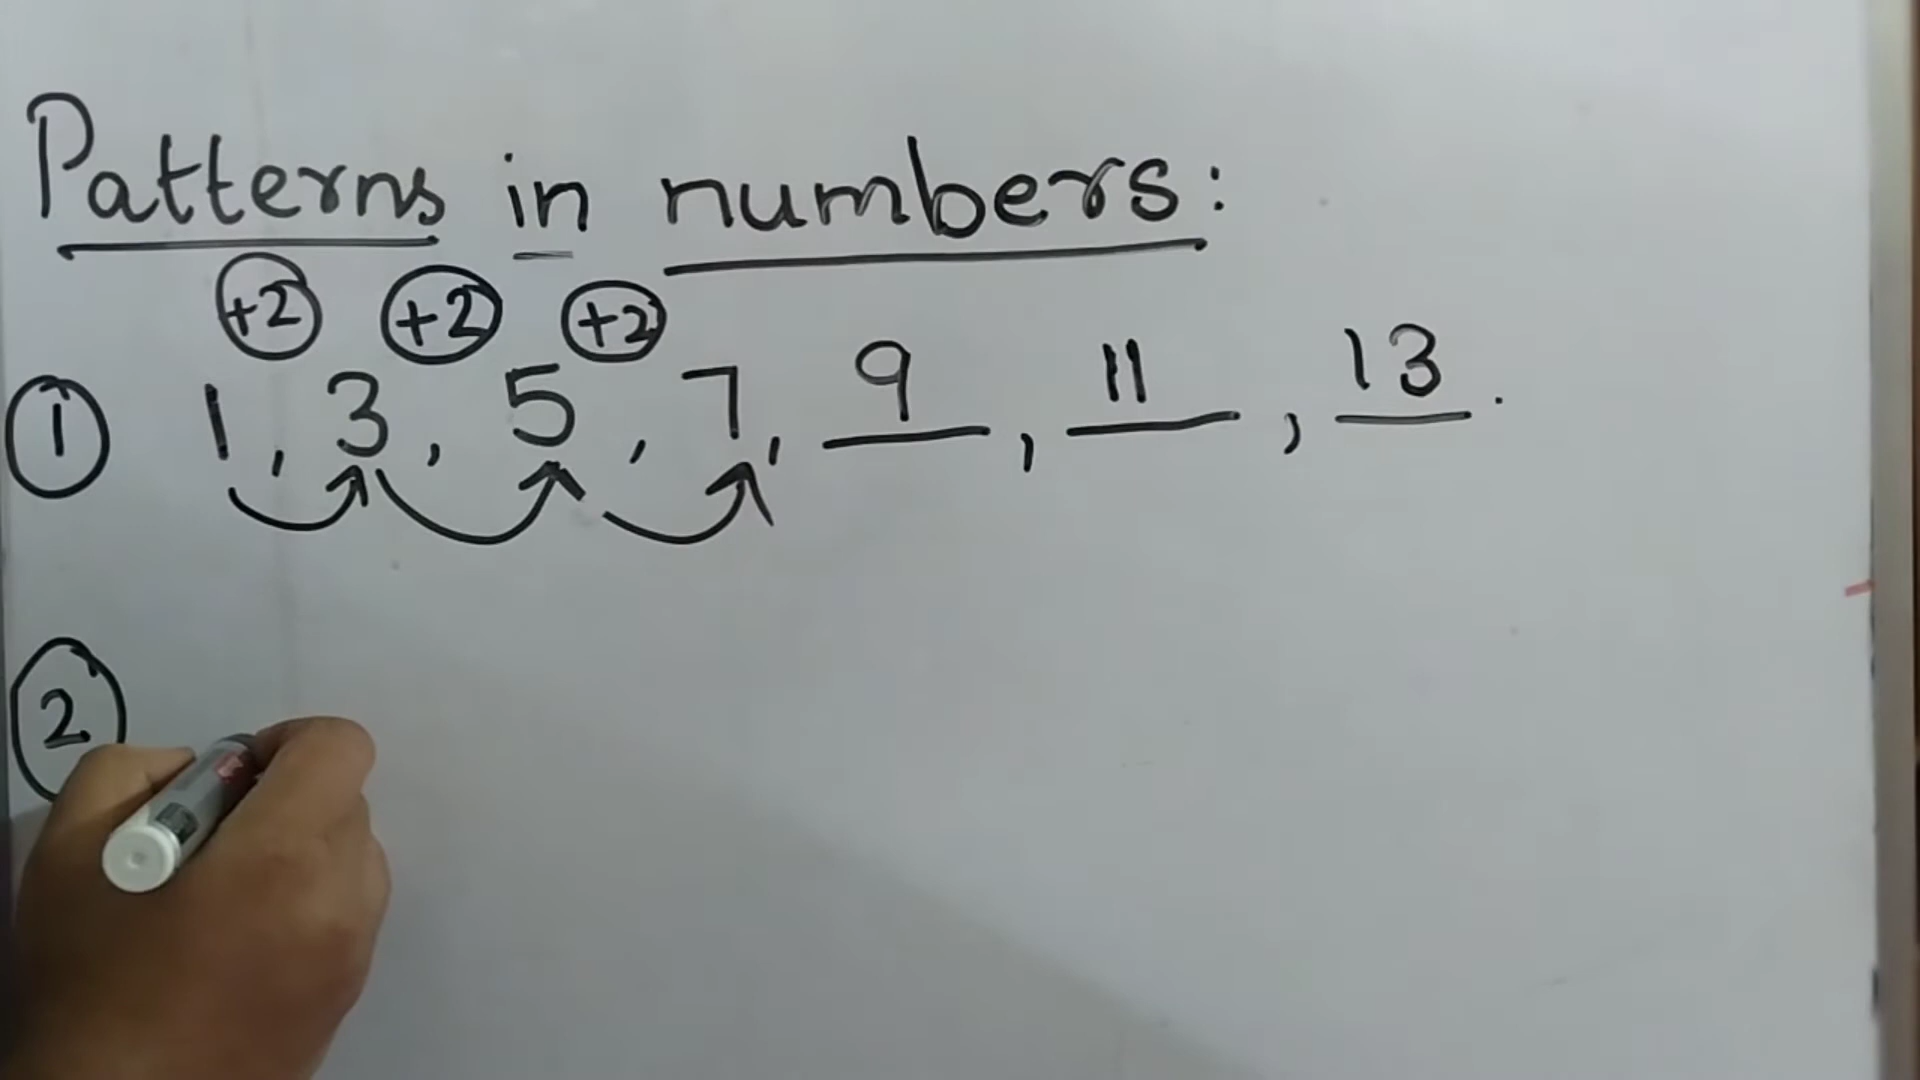 Patterns in numbers:
+2 +2 +2
1 1, 3, 5, 7, 9, 11, 13.
2